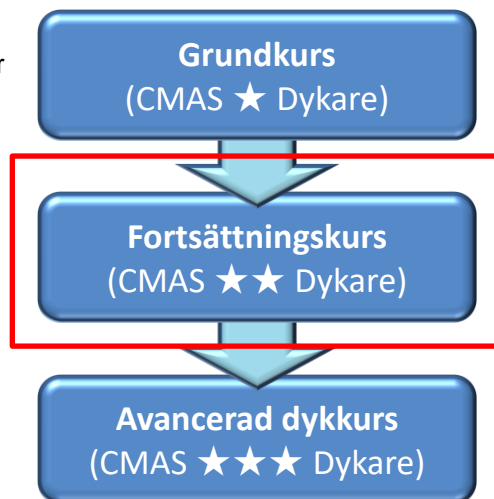 Grundkurs
(CMAS ★ Dykare)
Fortsättningskurs
(CMAS ★★ Dykare)
Avancerad dykkurs
(CMAS ★★★ Dykare)